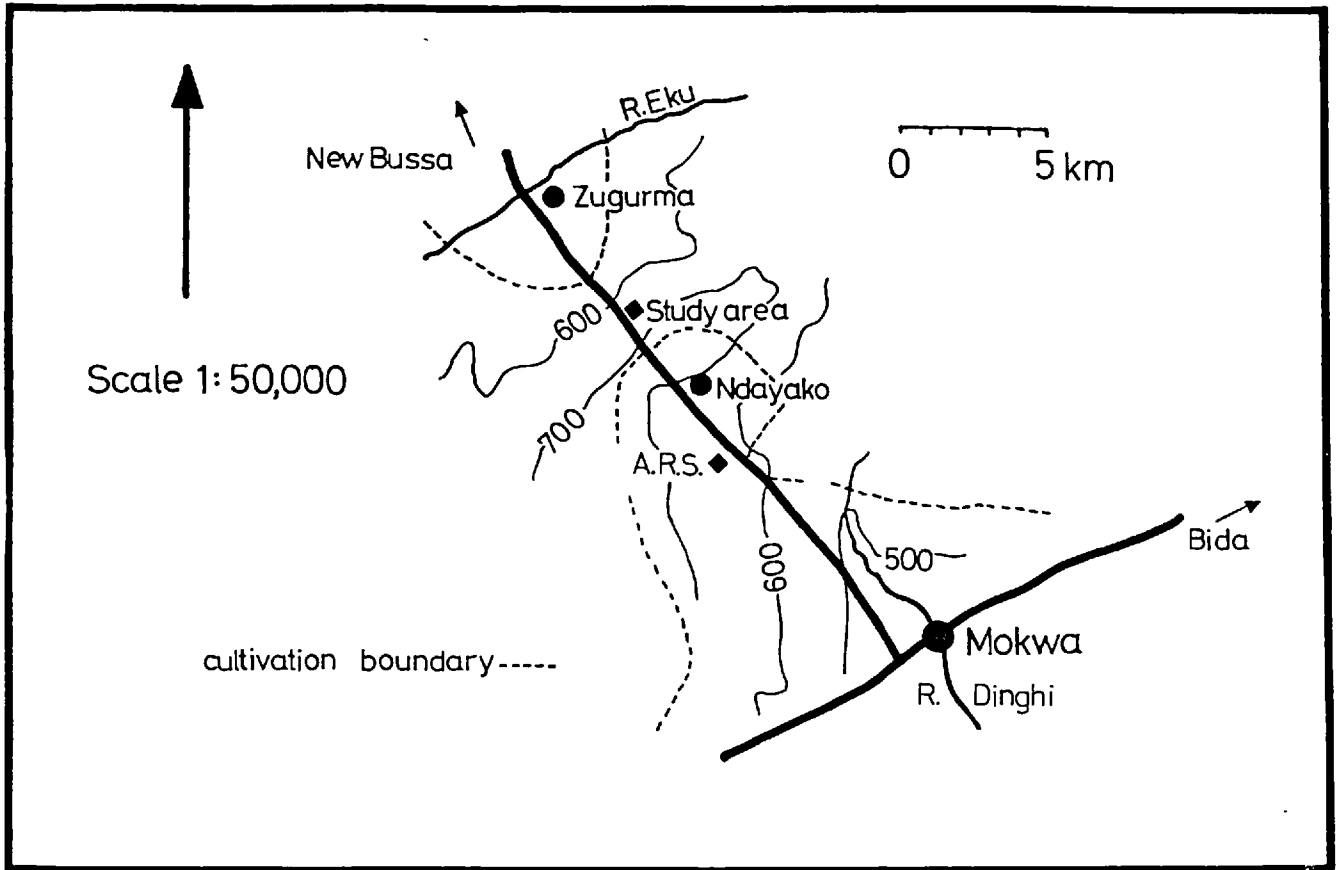 R.Eku
New Bussa
0 5 km
Zugurma
600
Study area
Scale 1:50,000
Ndayako
700
A.R.S.
500
Bida
600
Mokwa
cultivation boundary
R. Dinghi